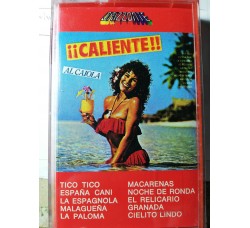 ¡¡CALIENTE!!
AL CAIOLA
TICO TICO
ESPAÑA CANI
LA ESPAGNOLA
MALAGUEÑA
LA PALOMA
MACARENAS
NOCHE DE RONDA
EL RELICARIO
GRANADA
CIELITO LINDO